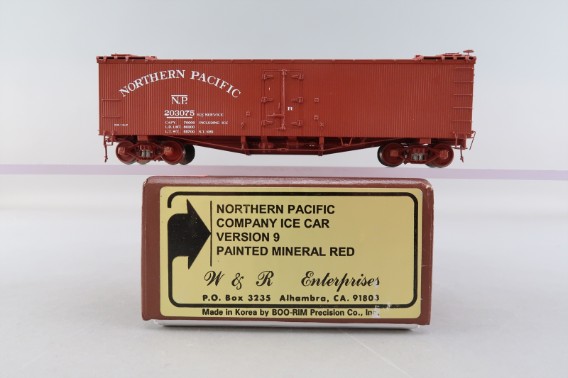 NORTHERN PACIFIC
N.P.
203075
NORTHERN PACIFIC
COMPANY ICE CAR
VERSION 9
PAINTED MINERAL RED
W & R Enterprises
P.O. Box 3235 Alhambra, CA. 91803
Made in Korea by BOO-RIM Precision Co., Inc.